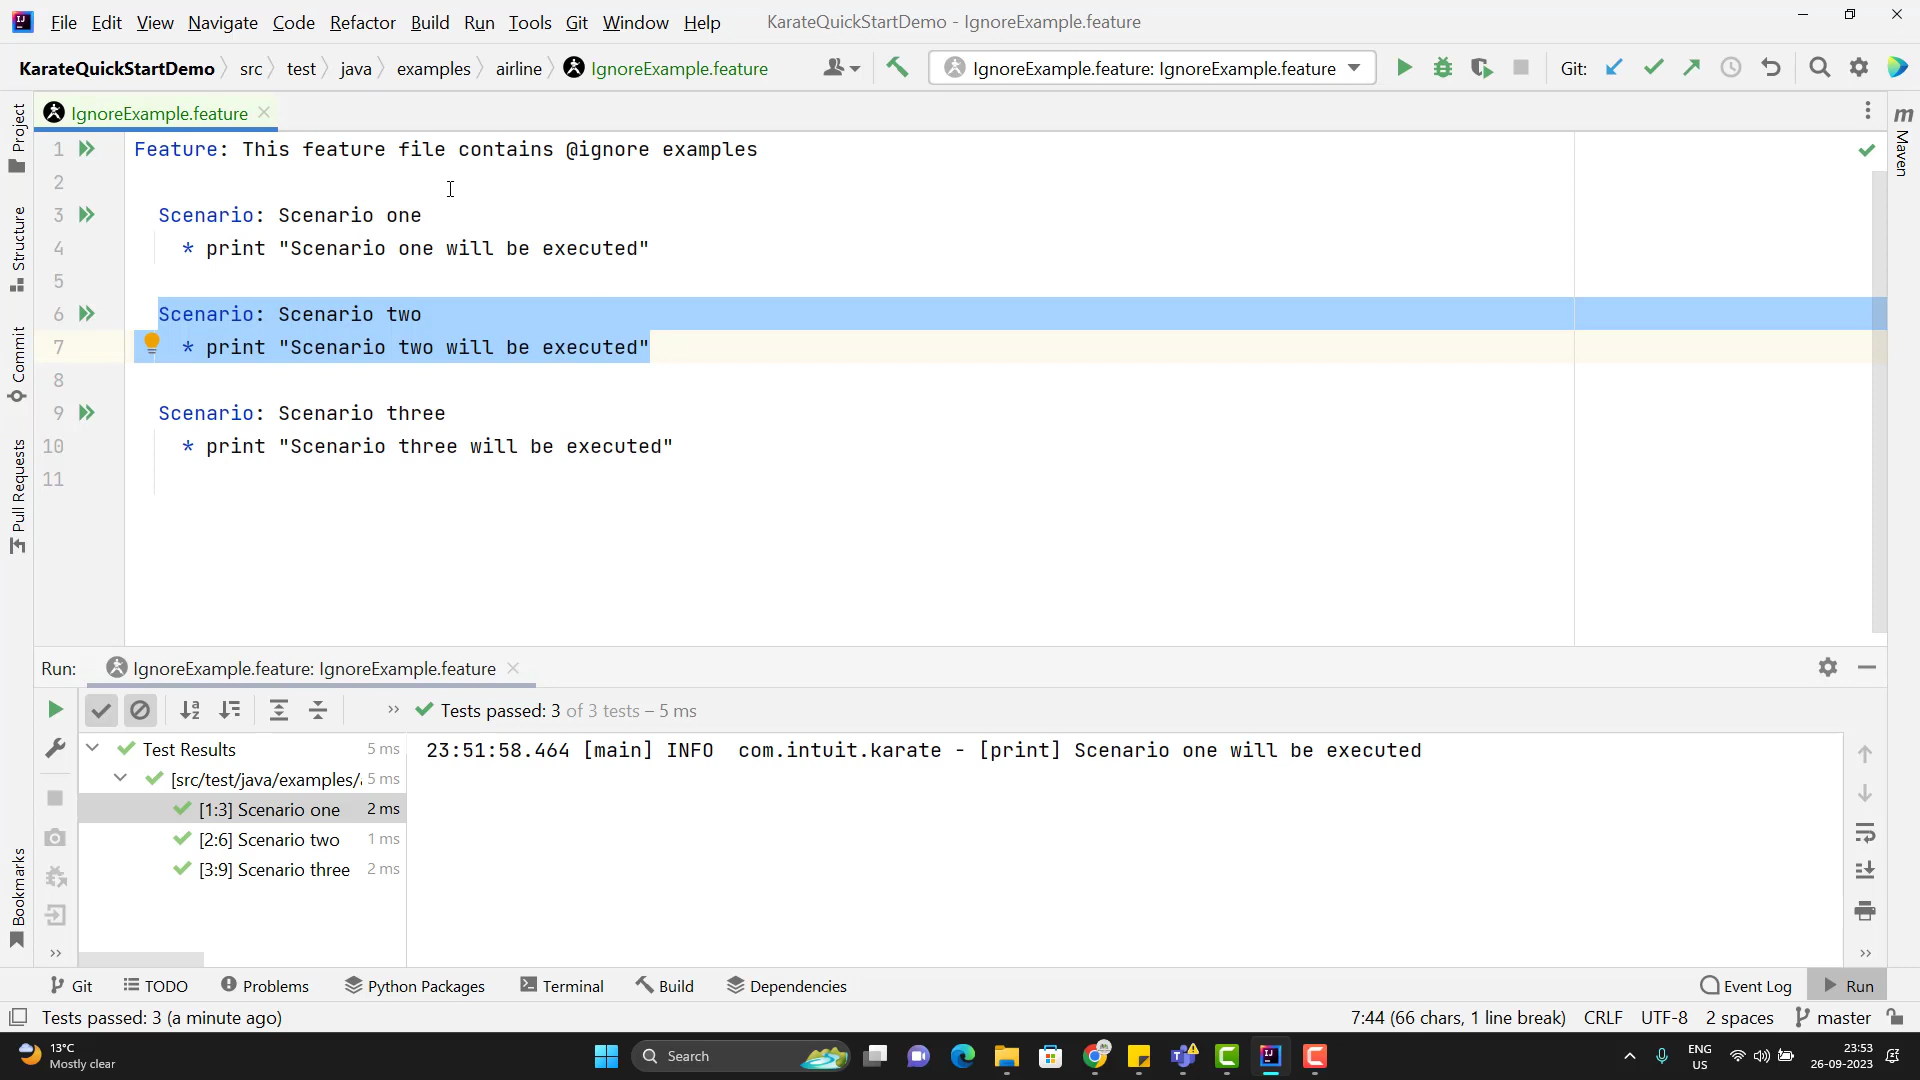 File Edit View Navigate Code Refactor Build Run Tools Git Window Help KarateQuickStartDemo - IgnoreExample.feature
KarateQuickStartDemo src test java examples airline IgnoreExample.feature IgnoreExample.feature: IgnoreExample.feature Git:
IgnoreExample.feature
Project
Structure
Commit
Pull Requests
Bookmarks
m Maven
1 Feature: This feature file contains @ignore examples
2
3 Scenario: Scenario one
4 * print "Scenario one will be executed"
5
6 Scenario: Scenario two
7 * print "Scenario two will be executed"
8
9 Scenario: Scenario three
10 * print "Scenario three will be executed"
11
Run: IgnoreExample.feature: IgnoreExample.feature
Tests passed: 3 of 3 tests – 5 ms
Test Results 5 ms
[src/test/java/examples/ 5 ms
[1:3] Scenario one 2 ms
[2:6] Scenario two 1 ms
[3:9] Scenario three 2 ms
23:51:58.464 [main] INFO com.intuit.karate - [print] Scenario one will be executed
Git TODO Problems Python Packages Terminal Build Dependencies Event Log Run
Tests passed: 3 (a minute ago) 7:44 (66 chars, 1 line break) CRLF UTF-8 2 spaces master
13°C
Mostly clear
Search
ENG
US
23:53
26-09-2023